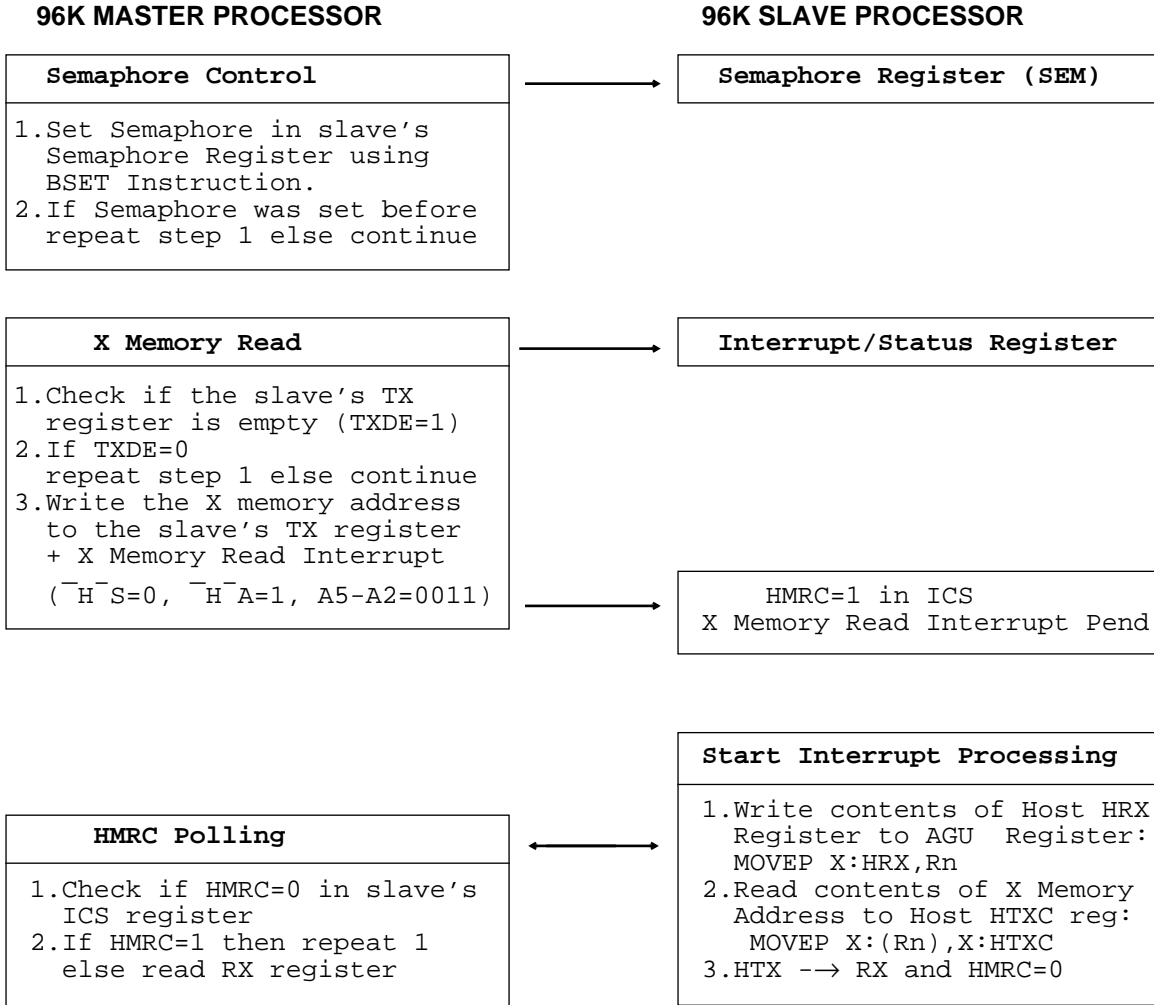 96K MASTER PROCESSOR
96K SLAVE PROCESSOR
Semaphore Control
1.Set Semaphore in slave's
Semaphore Register using
BSET Instruction.
2.If Semaphore was set before
repeat step 1 else continue
Semaphore Register (SEM)
X Memory Read
1.Check if the slave's TX
register is empty (TXDE=1)
2.If TXDE=0
repeat step 1 else continue
3.Write the X memory address
to the slave's TX register
+ X Memory Read Interrupt
(‾H‾S=0, ‾H‾A=1, A5-A2=0011)
Interrupt/Status Register
HMRC=1 in ICS
X Memory Read Interrupt Pend
HMRC Polling
1.Check if HMRC=0 in slave's
ICS register
2.If HMRC=1 then repeat 1
else read RX register
Start Interrupt Processing
1.Write contents of Host HRX
Register to AGU Register:
MOVEP X:HRX,Rn
2.Read contents of X Memory
Address to Host HTXC reg:
MOVEP X:(Rn),X:HTXC
3.HTX -→ RX and HMRC=0